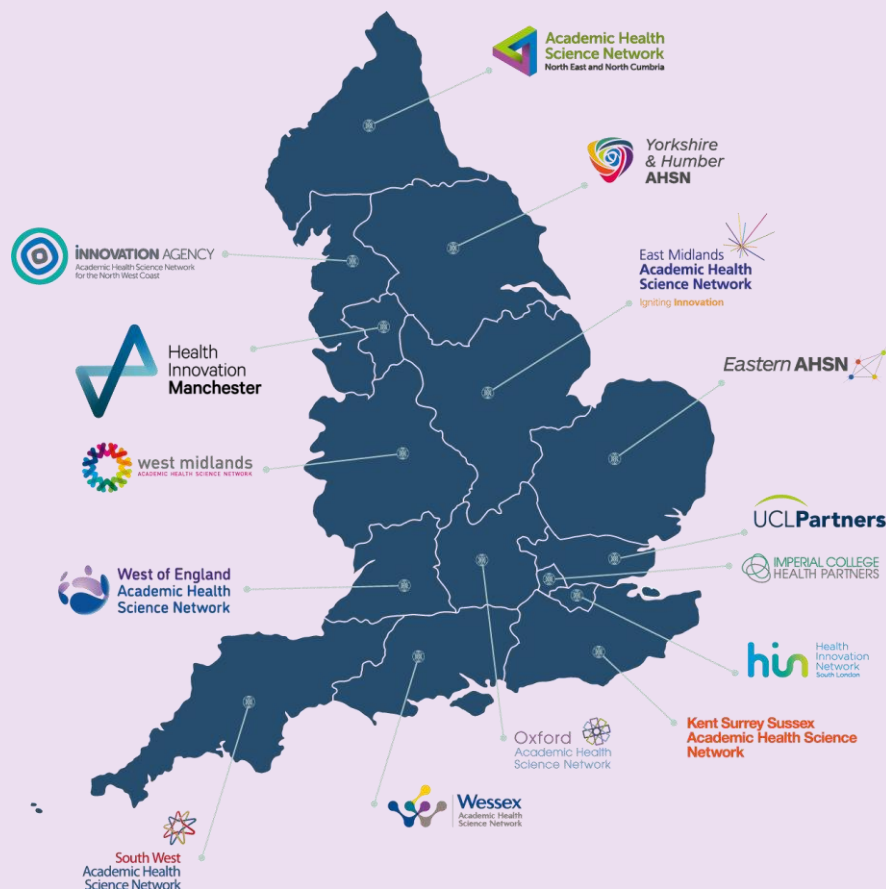 Academic Health
Science Network
North East and North Cumbria
Yorkshire
& Humber
AHSN
iNNOVATION AGENCY
Academic Health Science Network
for the North West Coast
East Midlands
Academic Health
Science Network
Igniting Innovation
Health
Innovation
Manchester
Eastern AHSN
west midlands
ACADEMIC HEALTH SCIENCE NETWORK
UCLPartners
IMPERIAL COLLEGE
HEALTH PARTNERS
West of England
Academic Health
Science Network
hin
Health
Innovation
Network
South London
Kent Surrey Sussex
Academic Health Science
Network
Oxford
Academic Health
Science Network
Wessex
Academic Health
Science Network
South West
Academic Health
Science Network